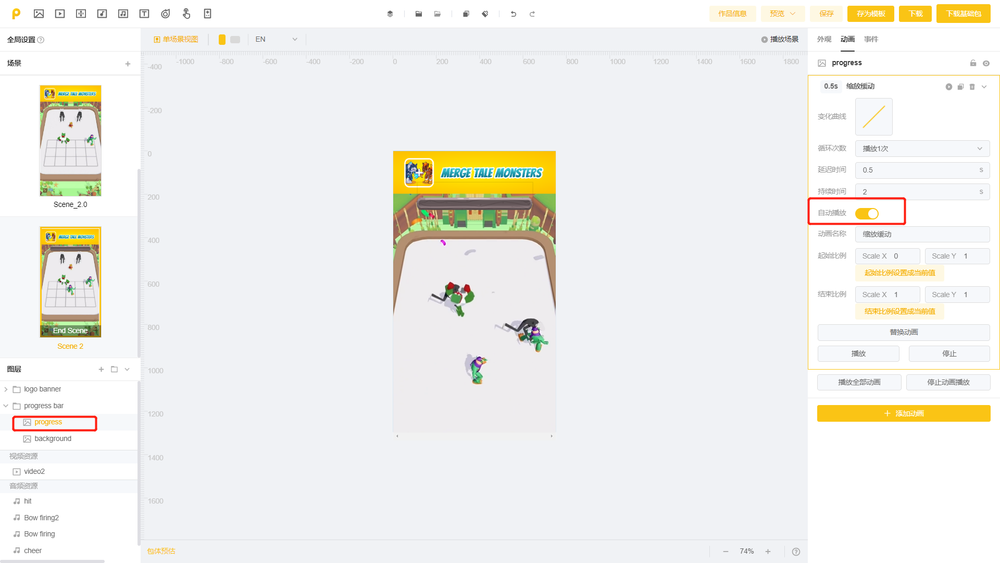 作品信息
预览
保存
存为模板
下载
下载基础包
全局设置
单场景视图
EN
播放场景
外观
动画
事件
场景
progress
-400
-1000
-800
-600
-400
-200
0
200
400
600
800
1000
1200
1400
1600
1800
0.5s
缩放缓动
-200
变化曲线
循环次数
播放1次
0
延迟时间
0.5
s
MERGE TALE MONSTERS
持续时间
2
s
200
Scene_2.0
自动播放
动画名称
缩放缓动
400
起始比例
Scale X
0
Scale Y
1
起始比例设置成当前值
600
结束比例
Scale X
1
Scale Y
1
结束比例设置成当前值
800
End Scene
替换动画
Scene 2
播放
停止
1000
图层
播放全部动画
停止动画播放
logo banner
progress bar
1200
添加动画
progress
background
1400
视频资源
video2
音频资源
hit
1600
Bow firing2
Bow firing
cheer
包体预估
74%